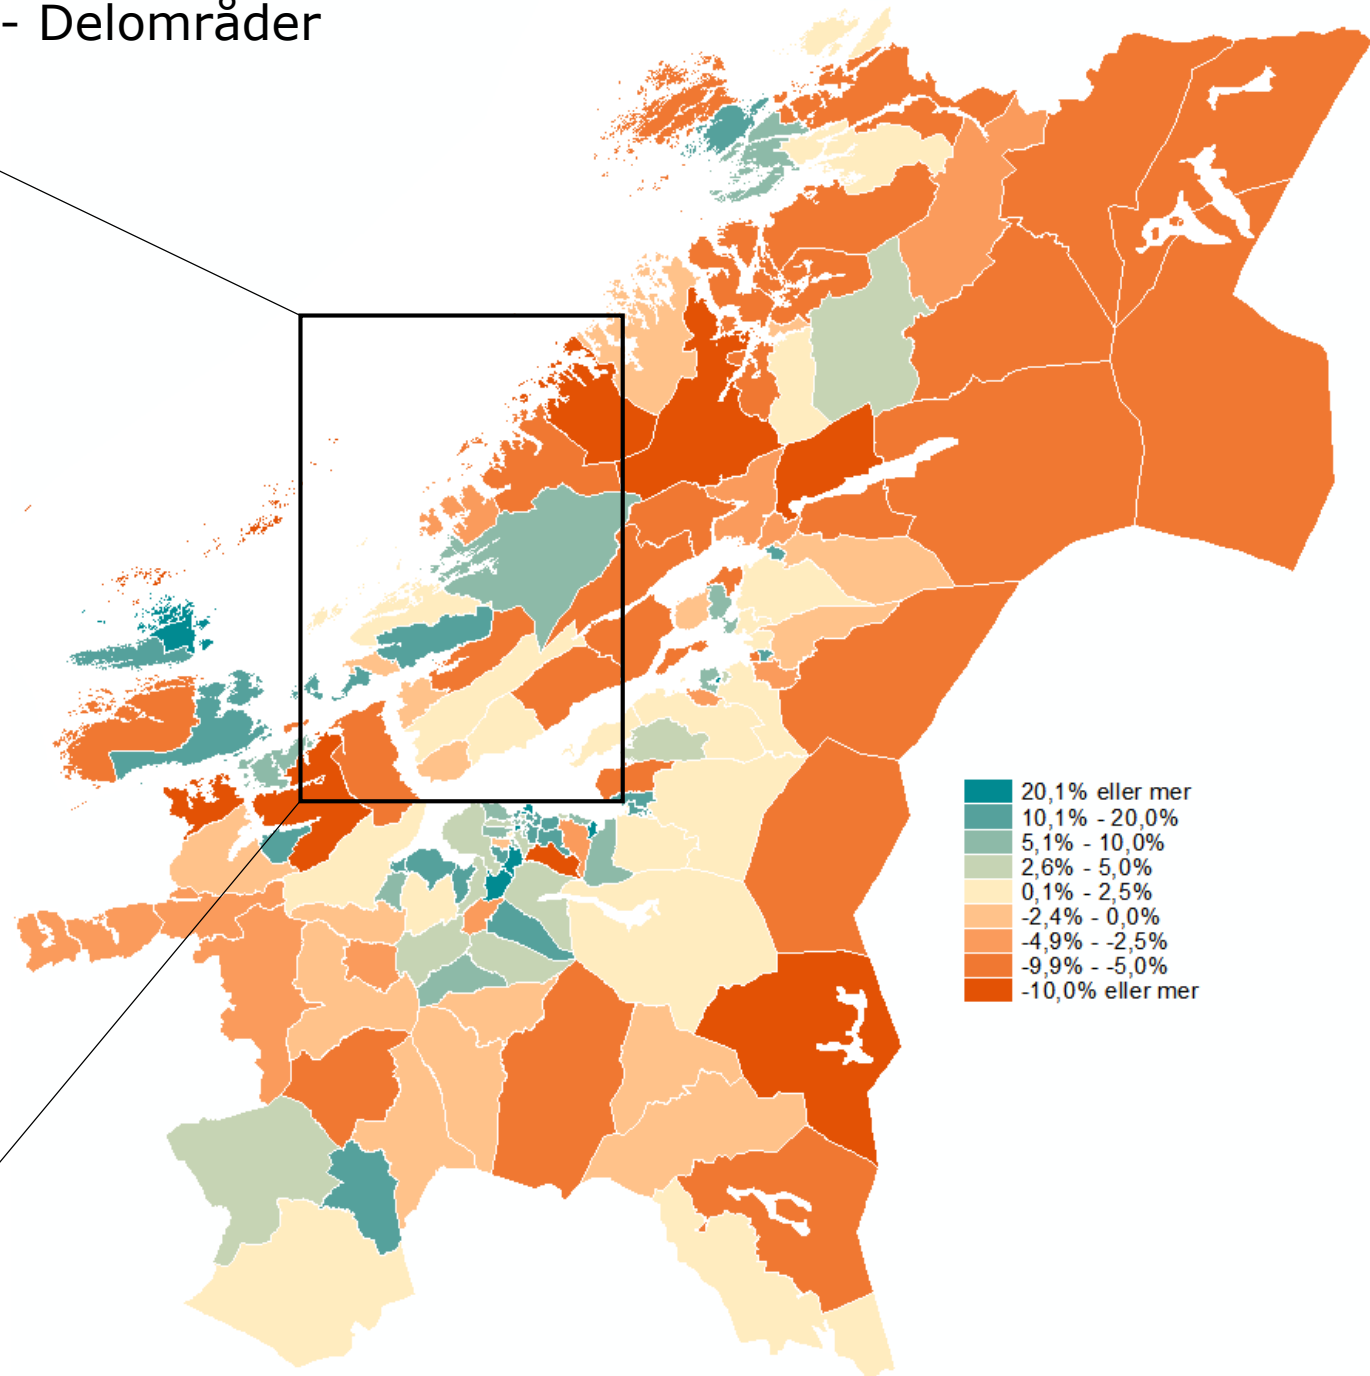 - Delområder
20,1% eller mer
10,1% - 20,0%
5,1% - 10,0%
2,6% - 5,0%
0,1% - 2,5%
-2,4% - 0,0%
-4,9% - -2,5%
-9,9% - -5,0%
-10,0% eller mer